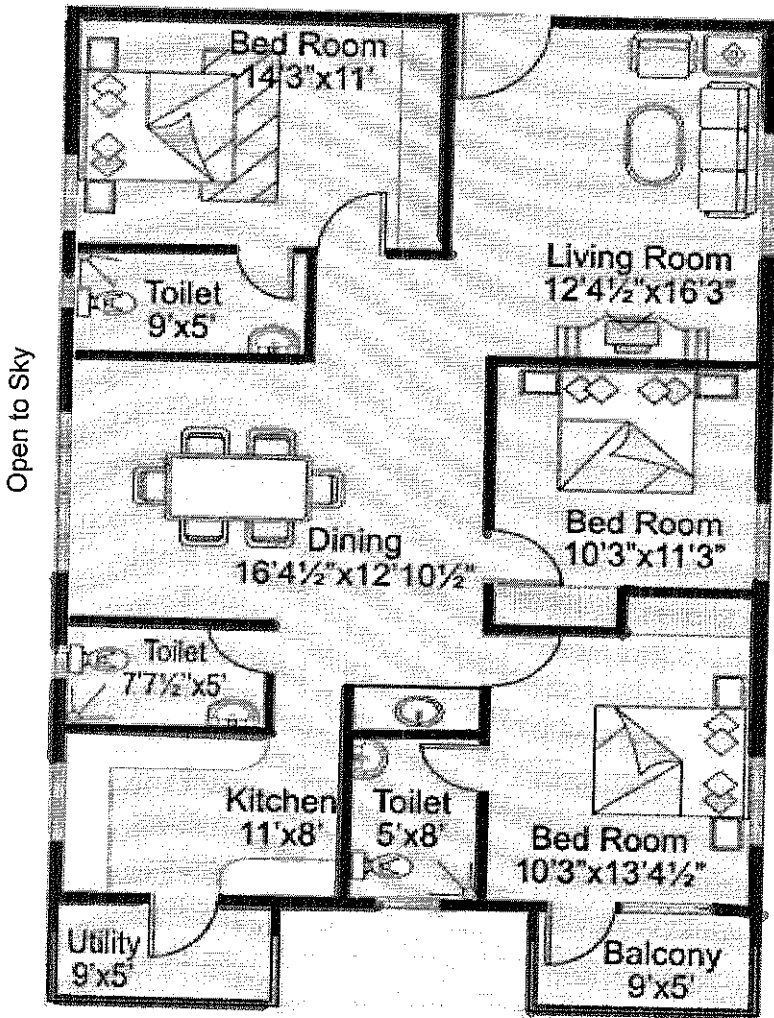 Bed Room
14'3"x11'
Living Room
12'4½"x16'3"
Toilet
9'x5'
Open to Sky
Bed Room
10'3"x11'3"
Dining
16'4½"x12'10½"
Toilet
7'7½"x5'
Kitchen
11'x8'
Toilet
5'x8'
Bed Room
10'3"x13'4½"
Utility
9'x5'
Balcony
9'x5'